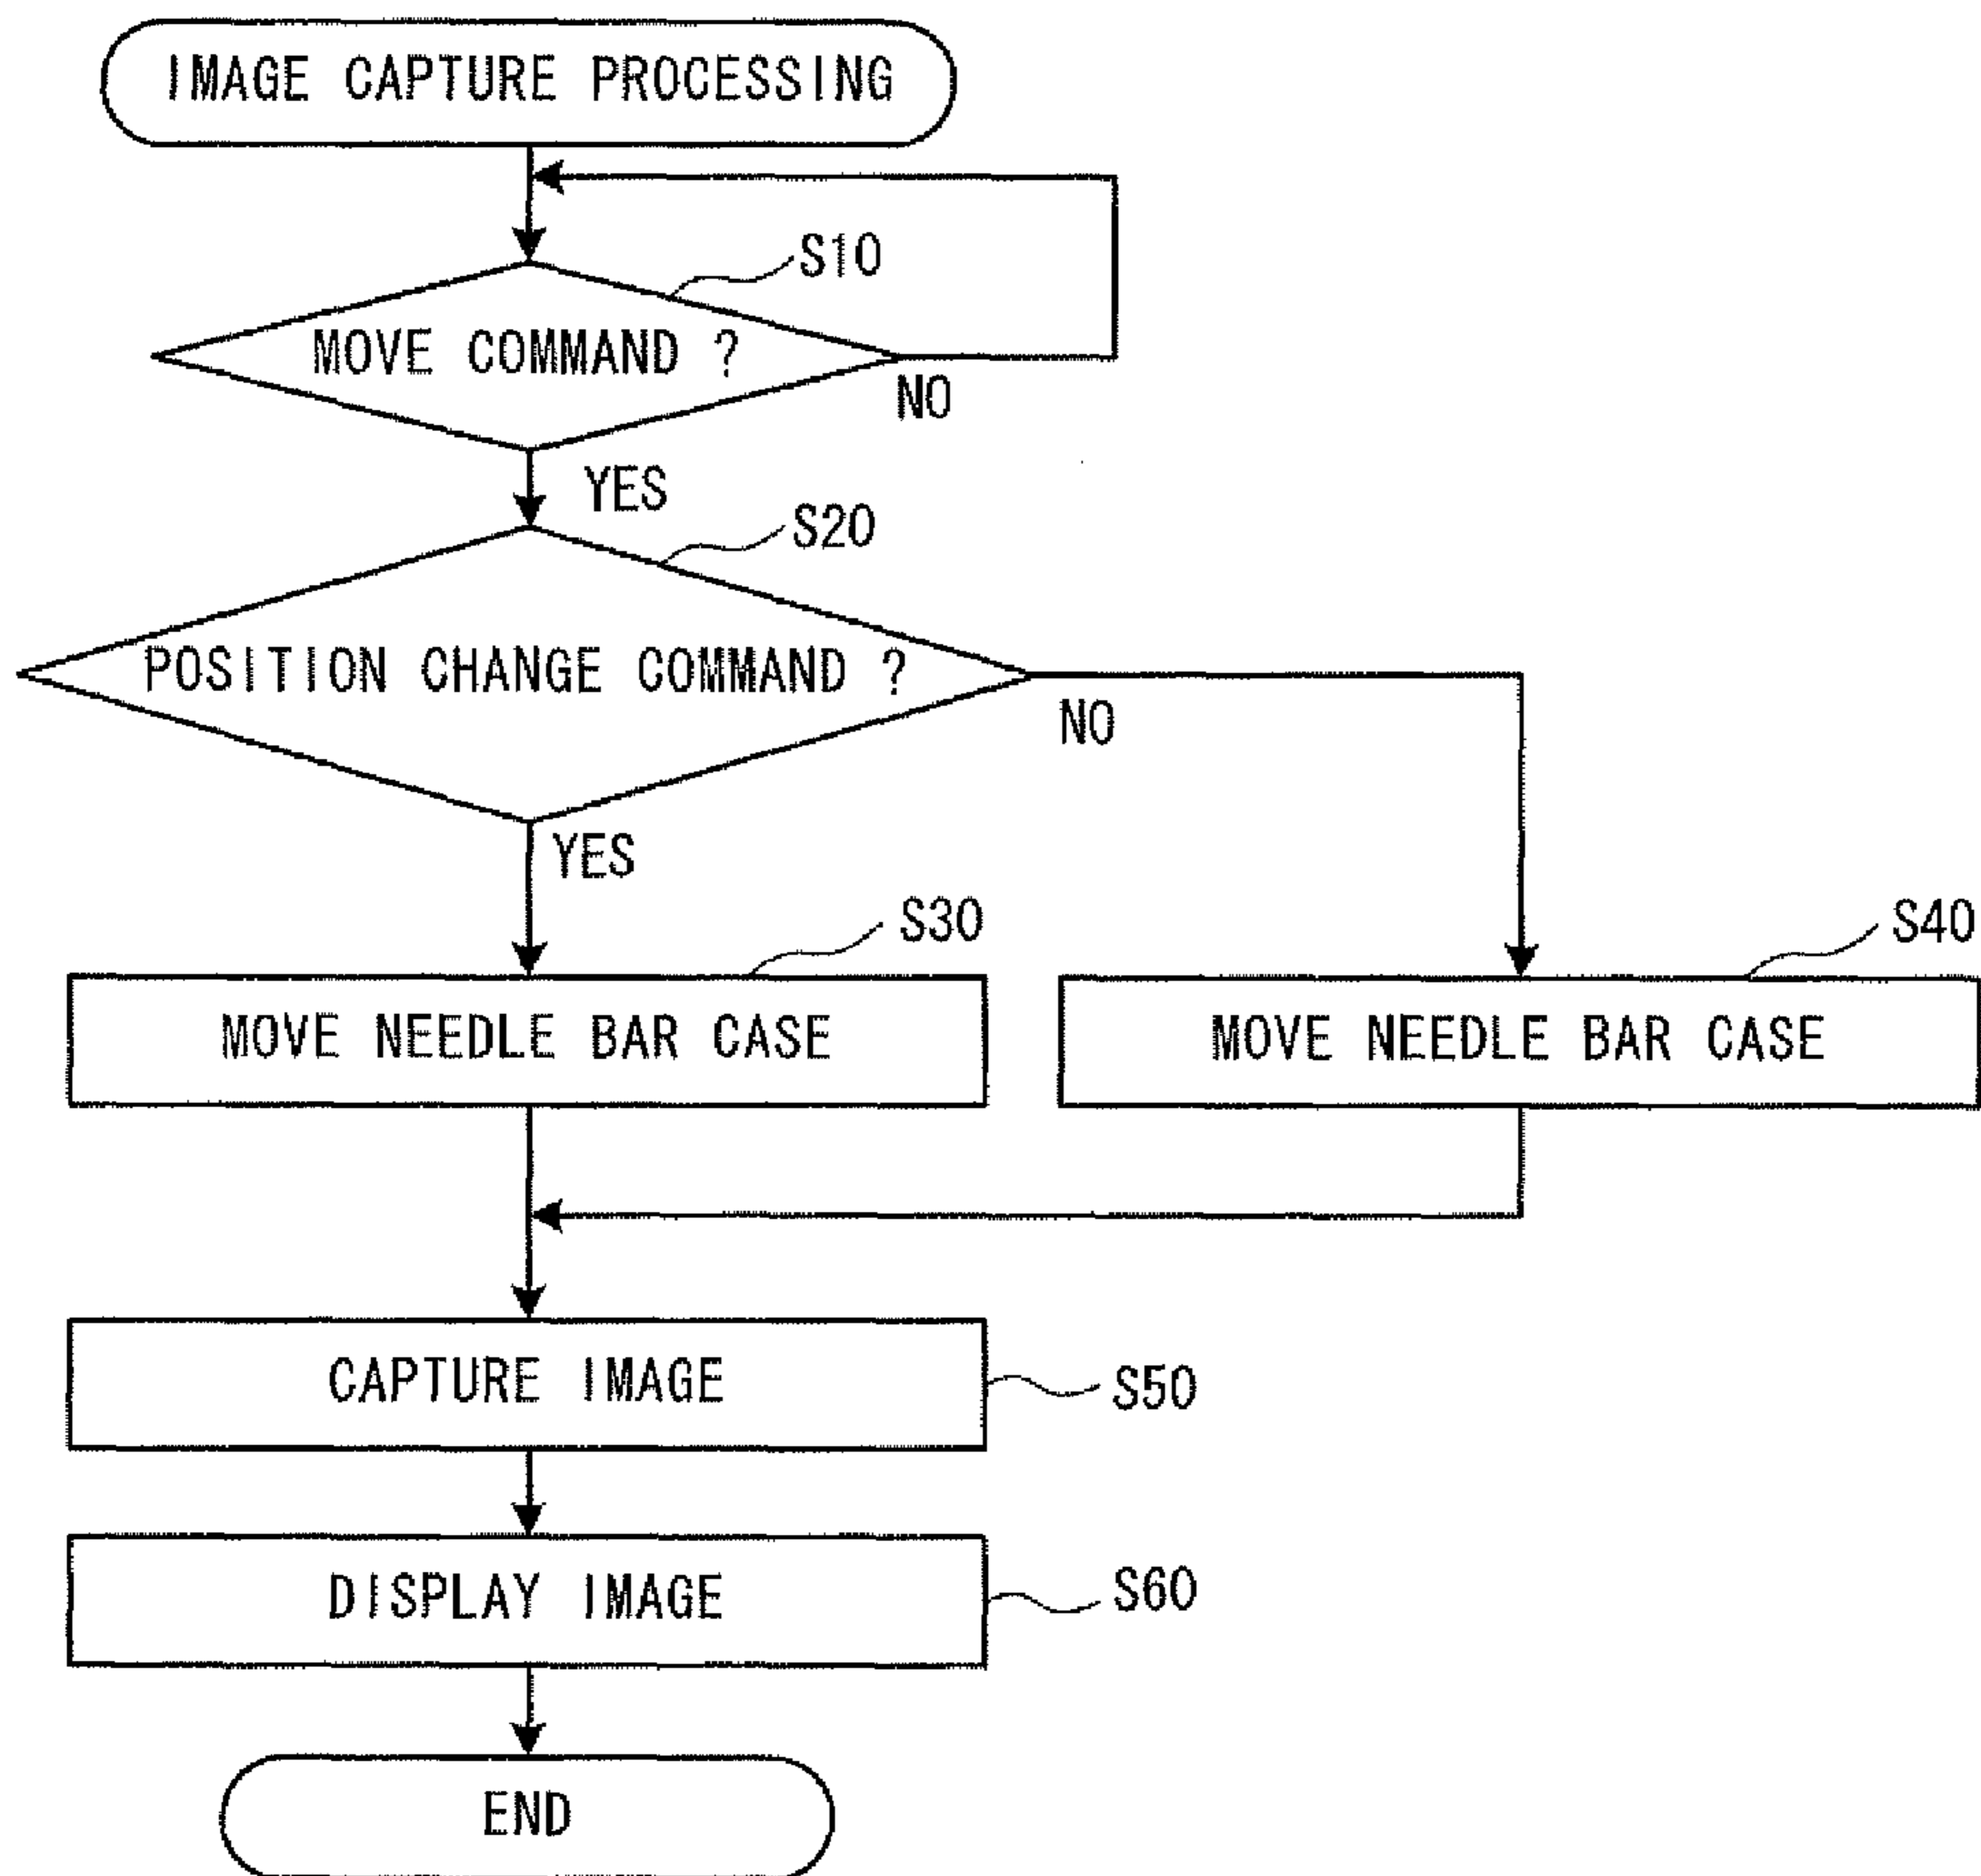 IMAGE CAPTURE PROCESSING
S10
MOVE COMMAND ?
NO
YES
S20
POSITION CHANGE COMMAND ?
NO
YES
S30
S40
MOVE NEEDLE BAR CASE
MOVE NEEDLE BAR CASE
CAPTURE IMAGE
S50
DISPLAY IMAGE
S60
END